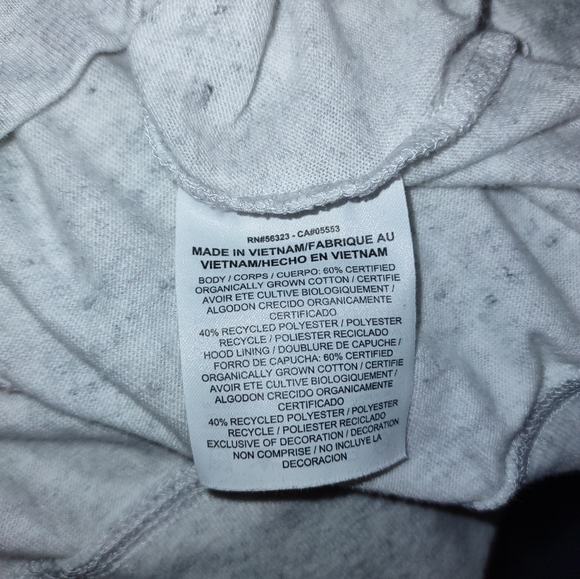 RN#56323 - CA#05553
MADE IN VIETNAM/FABRIQUE AU
VIETNAM/HECHO EN VIETNAM
BODY / CORPS / CUERPO: 60% CERTIFIED
ORGANICALLY GROWN COTTON / CERTIFIE
AVOIR ETE CULTIVE BIOLOGIQUEMENT /
ALGODON CRECIDO ORGANICAMENTE
CERTIFICADO
40% RECYCLED POLYESTER / POLYESTER
RECYCLE / POLIESTER RECICLADO
HOOD LINING / DOUBLURE DE CAPUCHE /
FORRO DE CAPUCHA: 60% CERTIFIED
ORGANICALLY GROWN COTTON / CERTIFIE
AVOIR ETE CULTIVE BIOLOGIQUEMENT /
ALGODON CRECIDO ORGANICAMENTE
CERTIFICADO
40% RECYCLED POLYESTER / POLYESTER
RECYCLE / POLIESTER RECICLADO
EXCLUSIVE OF DECORATION / DECORATION
NON COMPRISE / NO INCLUYE LA
DECORACION